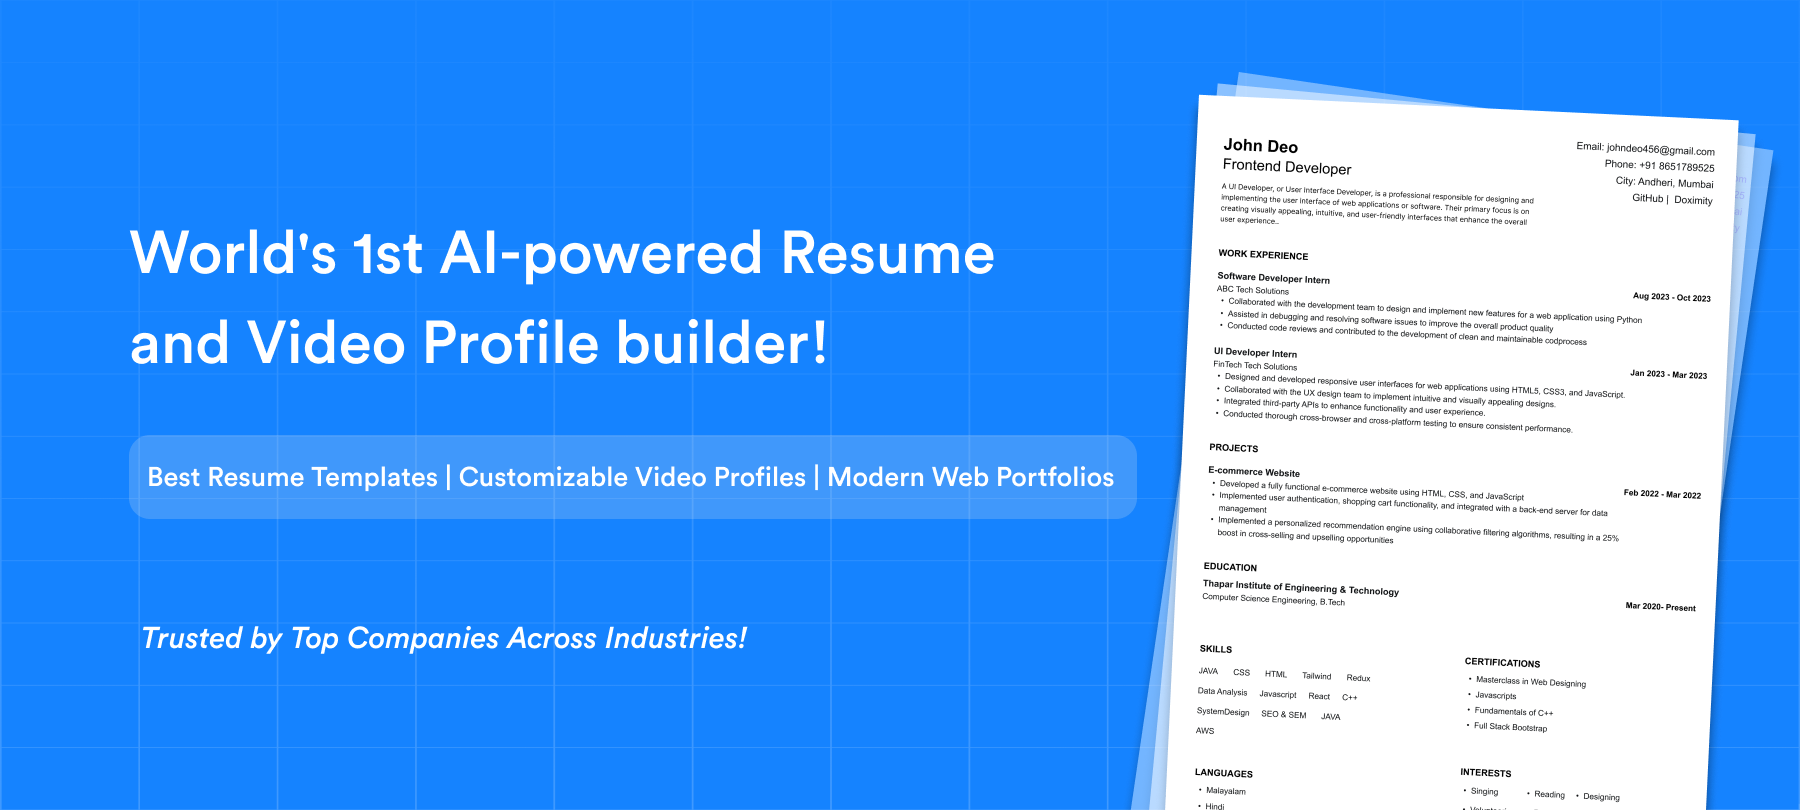 World's 1st AI-powered Resume
and Video Profile builder!
Best Resume Templates | Customizable Video Profiles | Modern Web Portfolios
Trusted by Top Companies Across Industries!
John Deo
Frontend Developer
A UI Developer, or User Interface Developer, is a professional responsible for designing and
implementing the user interface of web applications or software. Their primary focus is on
creating visually appealing, intuitive, and user-friendly interfaces that enhance the overall
user experience..
Email: johndeo456@gmail.com
Phone: +91 8651789525
City: Andheri, Mumbai
GitHub | Doximity
WORK EXPERIENCE
Software Developer Intern
Aug 2023 - Oct 2023
ABC Tech Solutions
• Collaborated with the development team to design and implement new features for a web application using Python
• Assisted in debugging and resolving software issues to improve the overall product quality
• Conducted code reviews and contributed to the development of clean and maintainable codprocess
UI Developer Intern
Jan 2023 - Mar 2023
FinTech Tech Solutions
• Designed and developed responsive user interfaces for web applications using HTML5, CSS3, and JavaScript.
• Collaborated with the UX design team to implement intuitive and visually appealing designs.
• Integrated third-party APIs to enhance functionality and user experience.
• Conducted thorough cross-browser and cross-platform testing to ensure consistent performance.
PROJECTS
E-commerce Website
Feb 2022 - Mar 2022
• Developed a fully functional e-commerce website using HTML, CSS, and JavaScript
• Implemented user authentication, shopping cart functionality, and integrated with a back-end server for data
management
• Implemented a personalized recommendation engine using collaborative filtering algorithms, resulting in a 25%
boost in cross-selling and upselling opportunities
EDUCATION
Thapar Institute of Engineering & Technology
Mar 2020- Present
Computer Science Engineering, B.Tech
SKILLS
JAVA CSS HTML Tailwind Redux
Data Analysis Javascript React C++
SystemDesign SEO & SEM JAVA
AWS
CERTIFICATIONS
• Masterclass in Web Designing
• Javascripts
• Fundamentals of C++
• Full Stack Bootstrap
LANGUAGES
• Malayalam
• Hindi
INTERESTS
• Singing • Reading • Designing